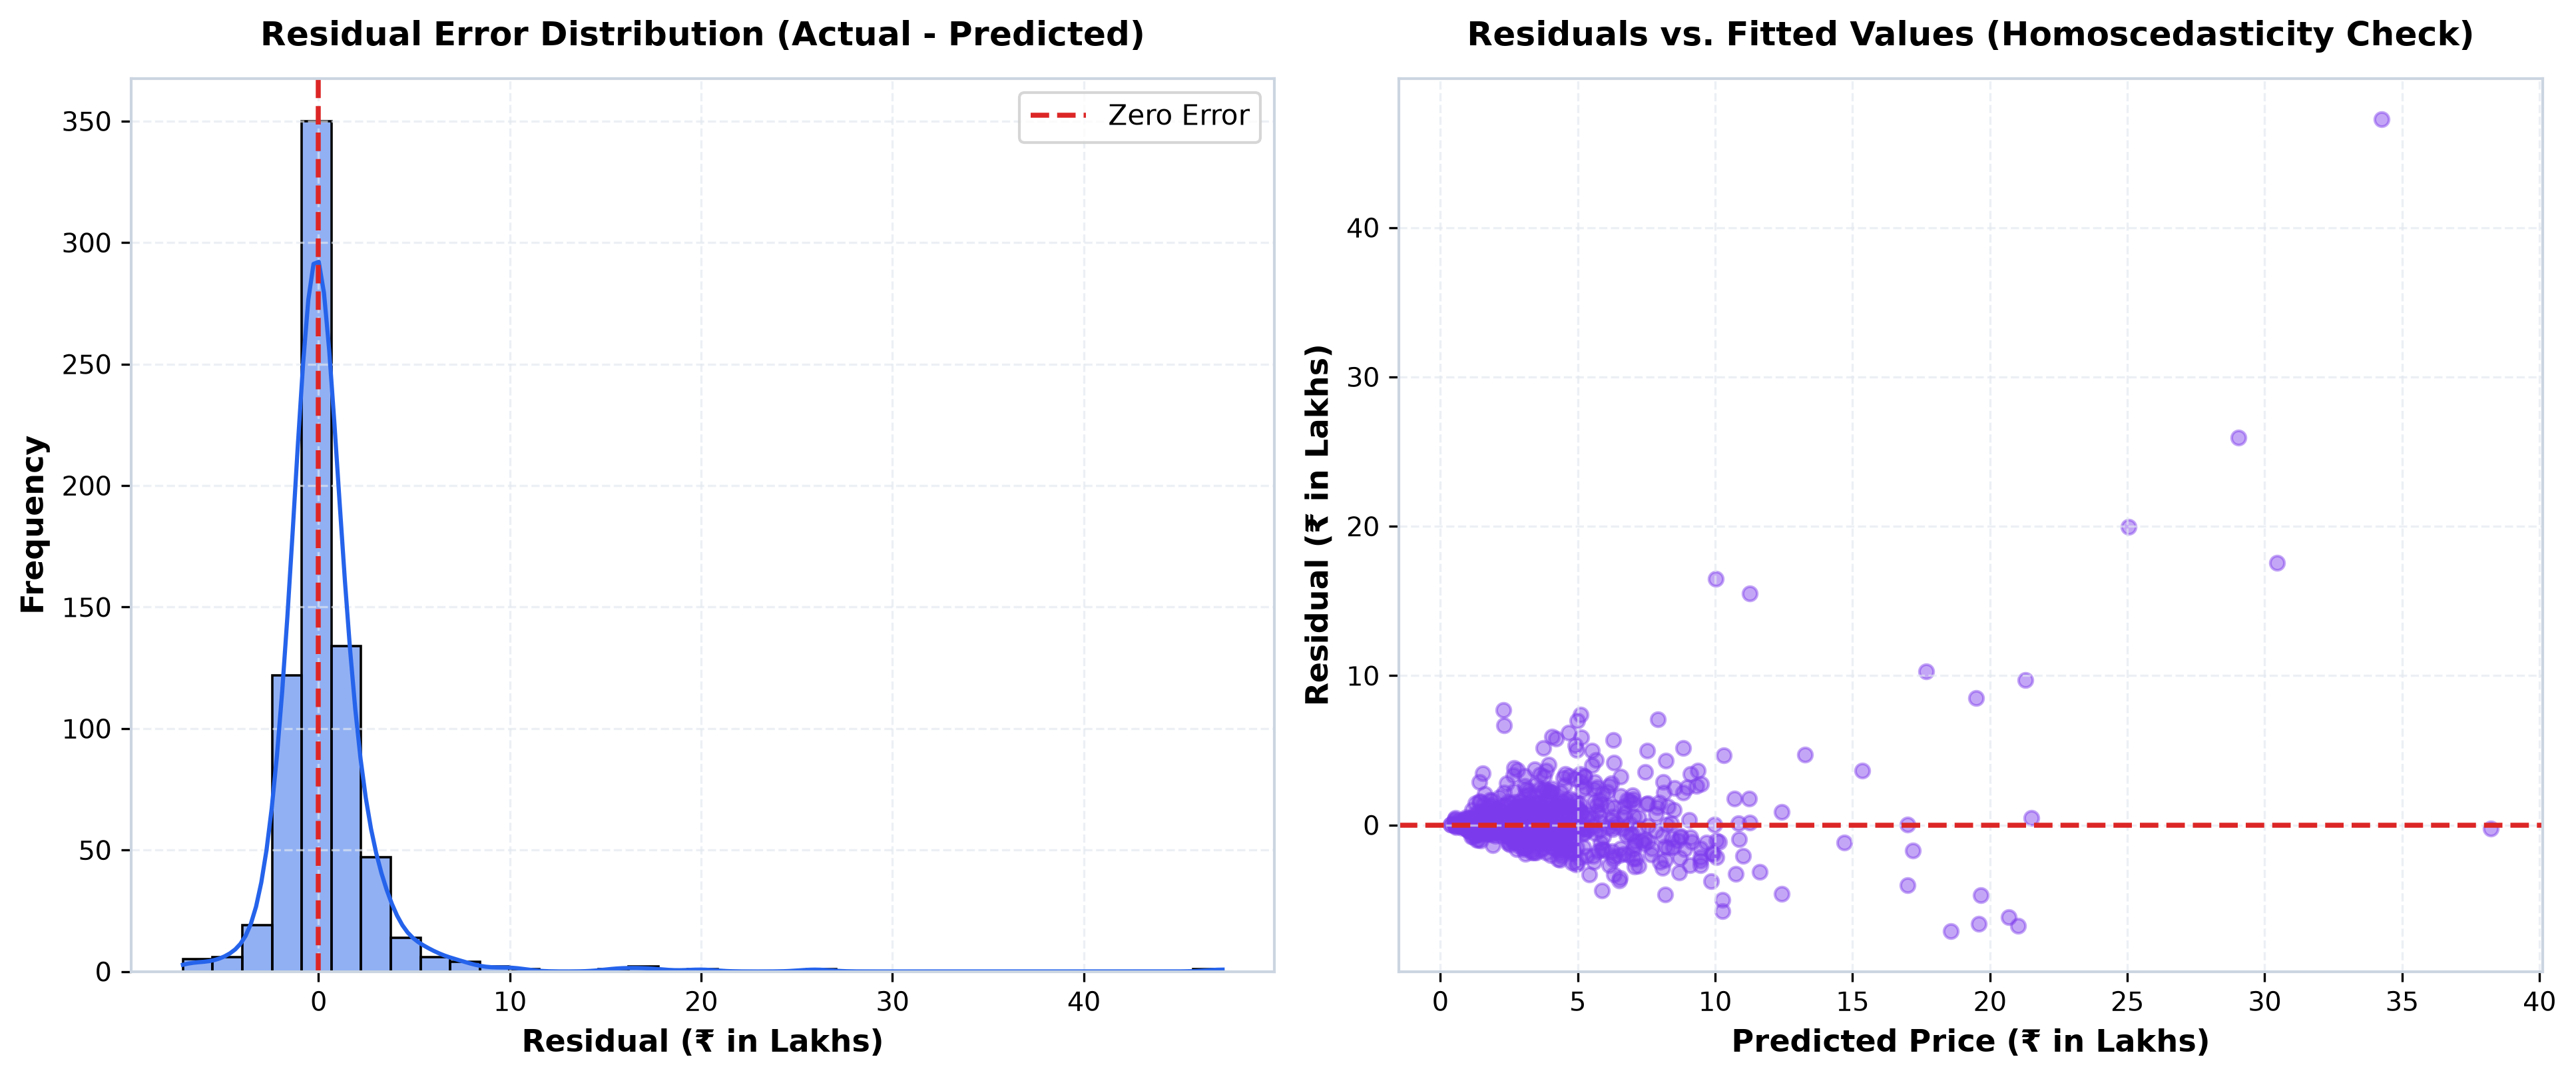 Residual Error Distribution (Actual - Predicted)
Zero Error
350
300
250
200
150
100
50
0
Frequency
0 10 20 30 40
Residual (₹ in Lakhs)
Residuals vs. Fitted Values (Homoscedasticity Check)
40
30
20
10
0
Residual (₹ in Lakhs)
0 5 10 15 20 25 30 35 40
Predicted Price (₹ in Lakhs)